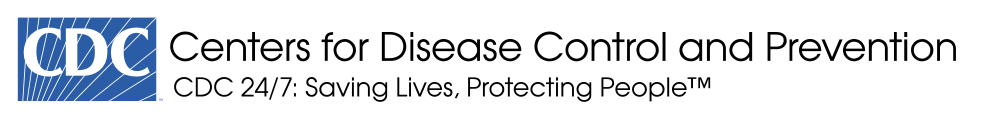 CDC
Centers for Disease Control and Prevention
CDC 24/7: Saving Lives, Protecting People™